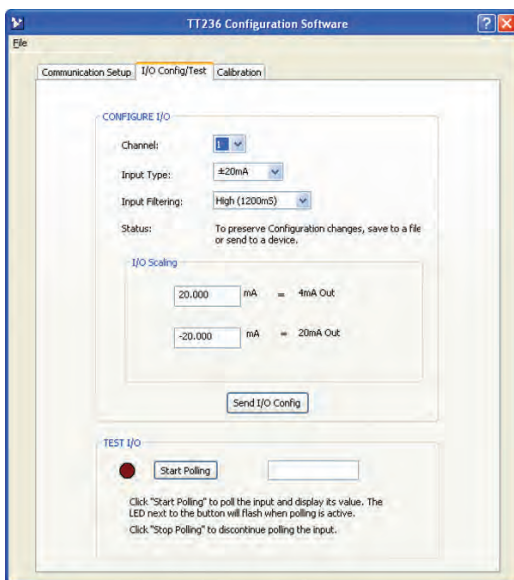 TT236 Configuration Software
File
Communication Setup I/O Config/Test Calibration
CONFIGURE I/O
Channel: 1
Input Type: ±20mA
Input Filtering: High (1200mS)
Status: To preserve Configuration changes, save to a file
or send to a device.
I/O Scaling
20.000 mA = 4mA Out
-20.000 mA = 20mA Out
Send I/O Config
TEST I/O
Start Polling
Click "Start Polling" to poll the input and display its value. The
LED next to the button will flash when polling is active.
Click "Stop Polling" to discontinue polling the input.